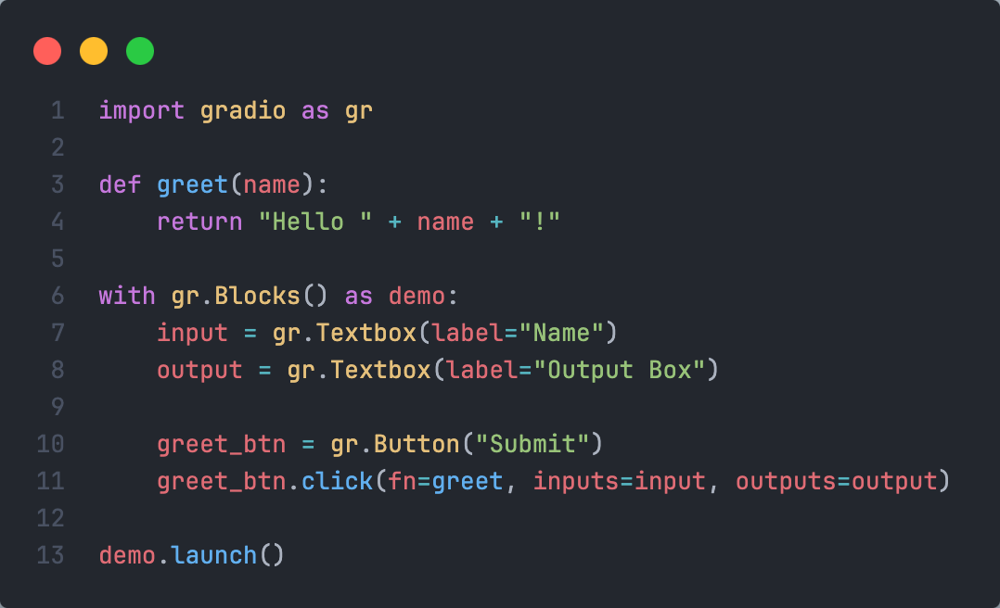 1 import gradio as gr
2
3 def greet(name):
4     return "Hello " + name + "!"
5
6 with gr.Blocks() as demo:
7     input = gr.Textbox(label="Name")
8     output = gr.Textbox(label="Output Box")
9
10     greet_btn = gr.Button("Submit")
11     greet_btn.click(fn=greet, inputs=input, outputs=output)
12
13 demo.launch()